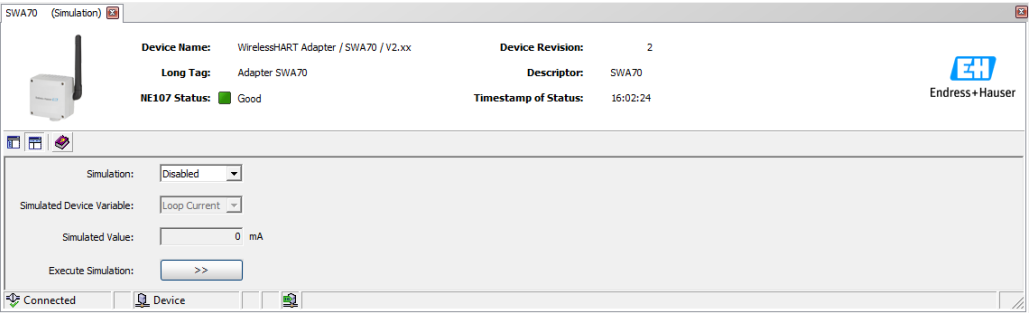 SWA70 (Simulation)
Device Name: WirelessHART Adapter / SWA70 / V2.xx Device Revision: 2
Long Tag: Adapter SWA70 Descriptor: SWA70
NE107 Status: Good Timestamp of Status: 16:02:24
EH
Endress+Hauser
Simulation: Disabled
Simulated Device Variable: Loop Current
Simulated Value: 0 mA
Execute Simulation: >>
Connected Device